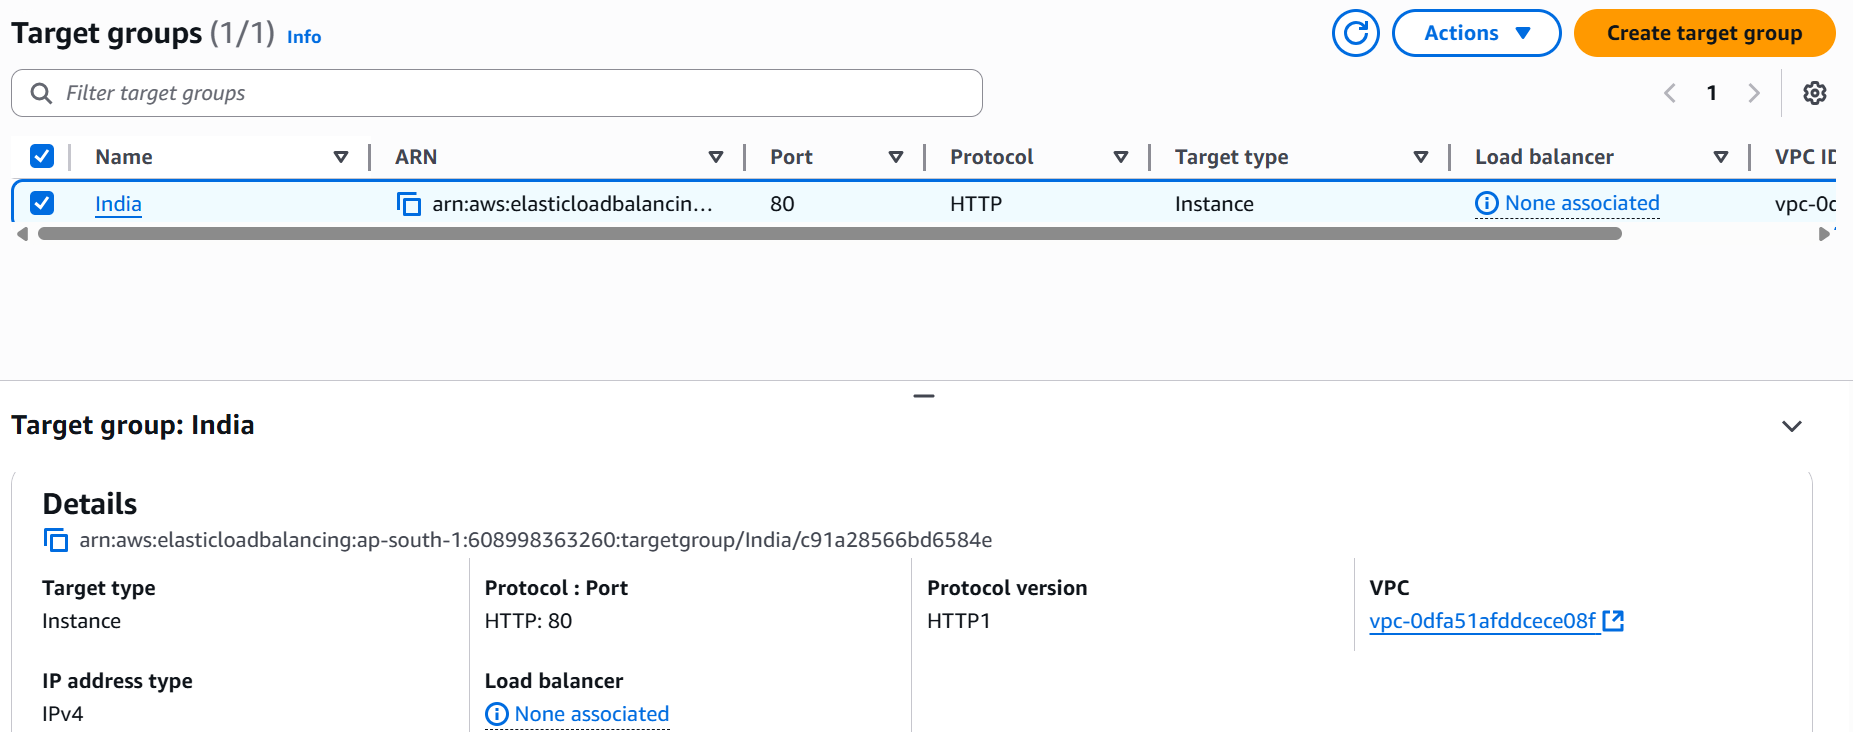 Target groups (1/1) Info Actions Create target group
Filter target groups 1
Name ARN Port Protocol Target type Load balancer VPC ID
India arn:aws:elasticloadbalancin... 80 HTTP Instance None associated vpc-0d
Target group: India
Details
arn:aws:elasticloadbalancing:ap-south-1:608998363260:targetgroup/India/c91a28566bd6584e
Target type Protocol : Port Protocol version VPC
Instance HTTP: 80 HTTP1 vpc-0dfa51afddcece08f
IP address type Load balancer
IPv4 None associated